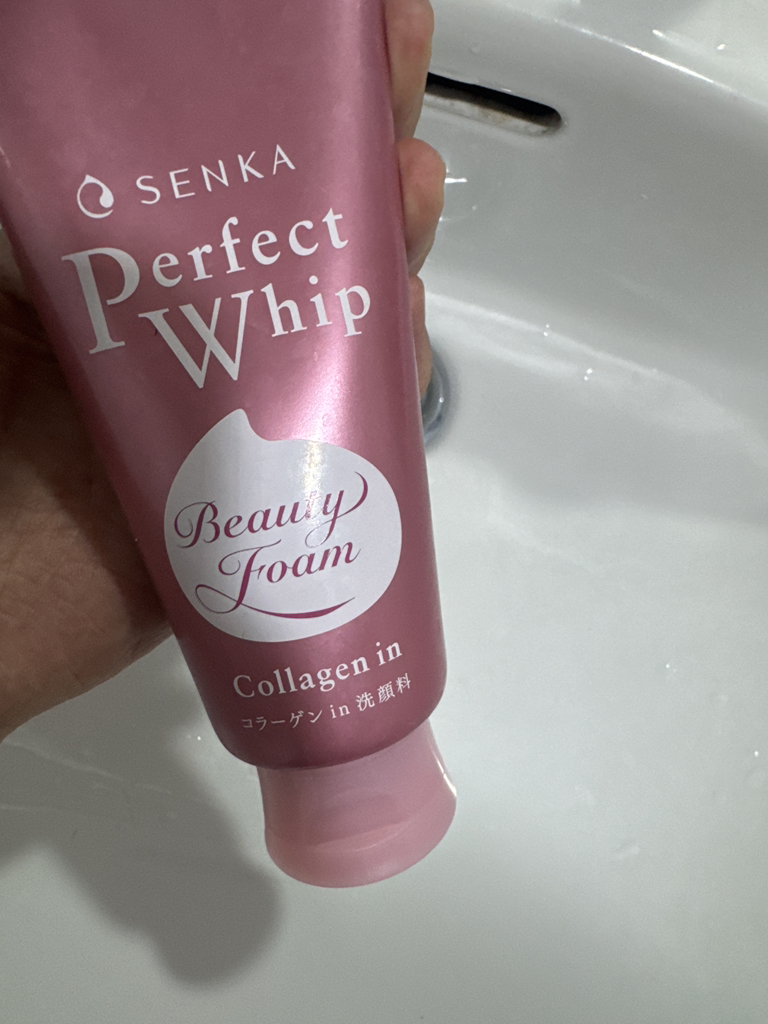 SENKA
Perfect
Whip
Beauty
Foam
Collagen in
コラーゲン in 洗顔料